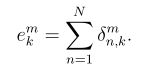 $e_k^m = \sum_{n=1}^{N} \delta_{n,k}^m.$